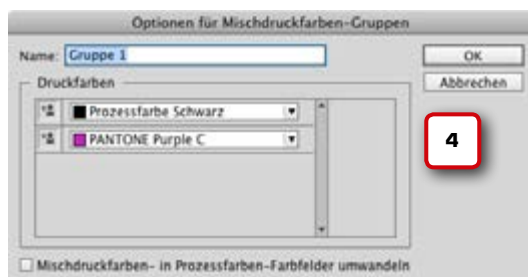 Optionen für Mischdruckfarben-Gruppen
Name: Gruppe 1
OK
Abbrechen
Druckfarben
Prozessfarbe Schwarz
PANTONE Purple C
4
Mischdruckfarben- in Prozessfarben-Farbfelder umwandeln